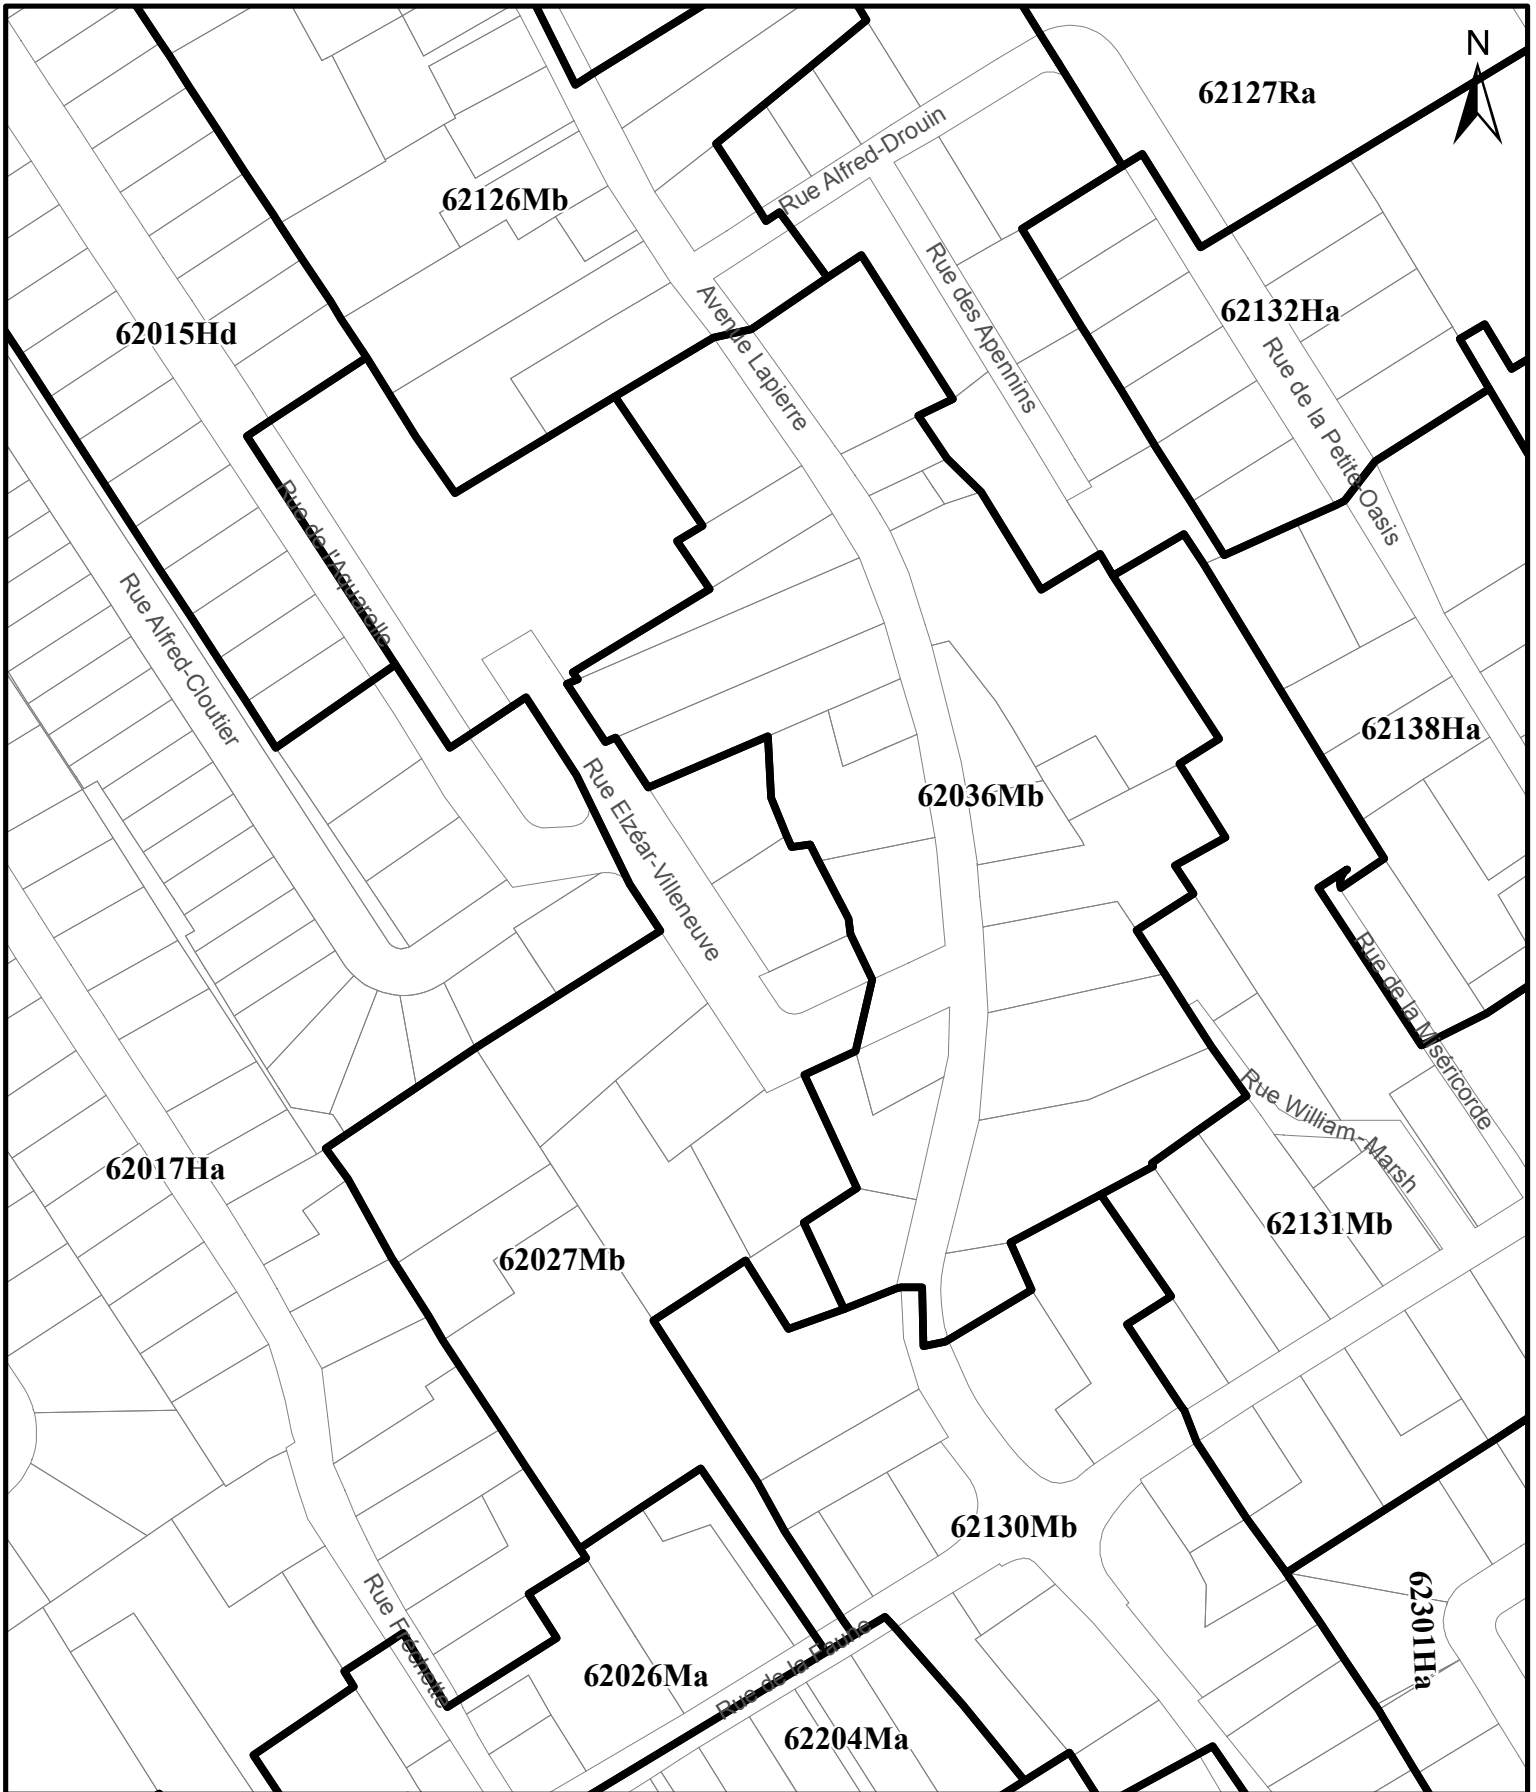 N
62127Ra
Rue Alfred-Drouin
62126Mb
Rue des Apennins
62132Ha
62015Hd
Avenue Lapierre
Rue de la Petite-Oasis
Rue de l'Aquarelle
Rue Alfred-Cloutier
62138Ha
62036Mb
Rue Elzéar-Villeneuve
Rue de la Miséricorde
Rue William-Marsh
62017Ha
62131Mb
62027Mb
62130Mb
62301Ha
Rue Fréchette
62026Ma
Rue de la Faune
62204Ma